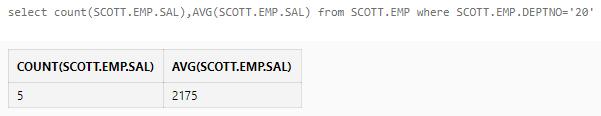 select count(SCOTT.EMP.SAL),AVG(SCOTT.EMP.SAL) from SCOTT.EMP where SCOTT.EMP.DEPTNO='20'
COUNT(SCOTT.EMP.SAL) AVG(SCOTT.EMP.SAL)
5 2175